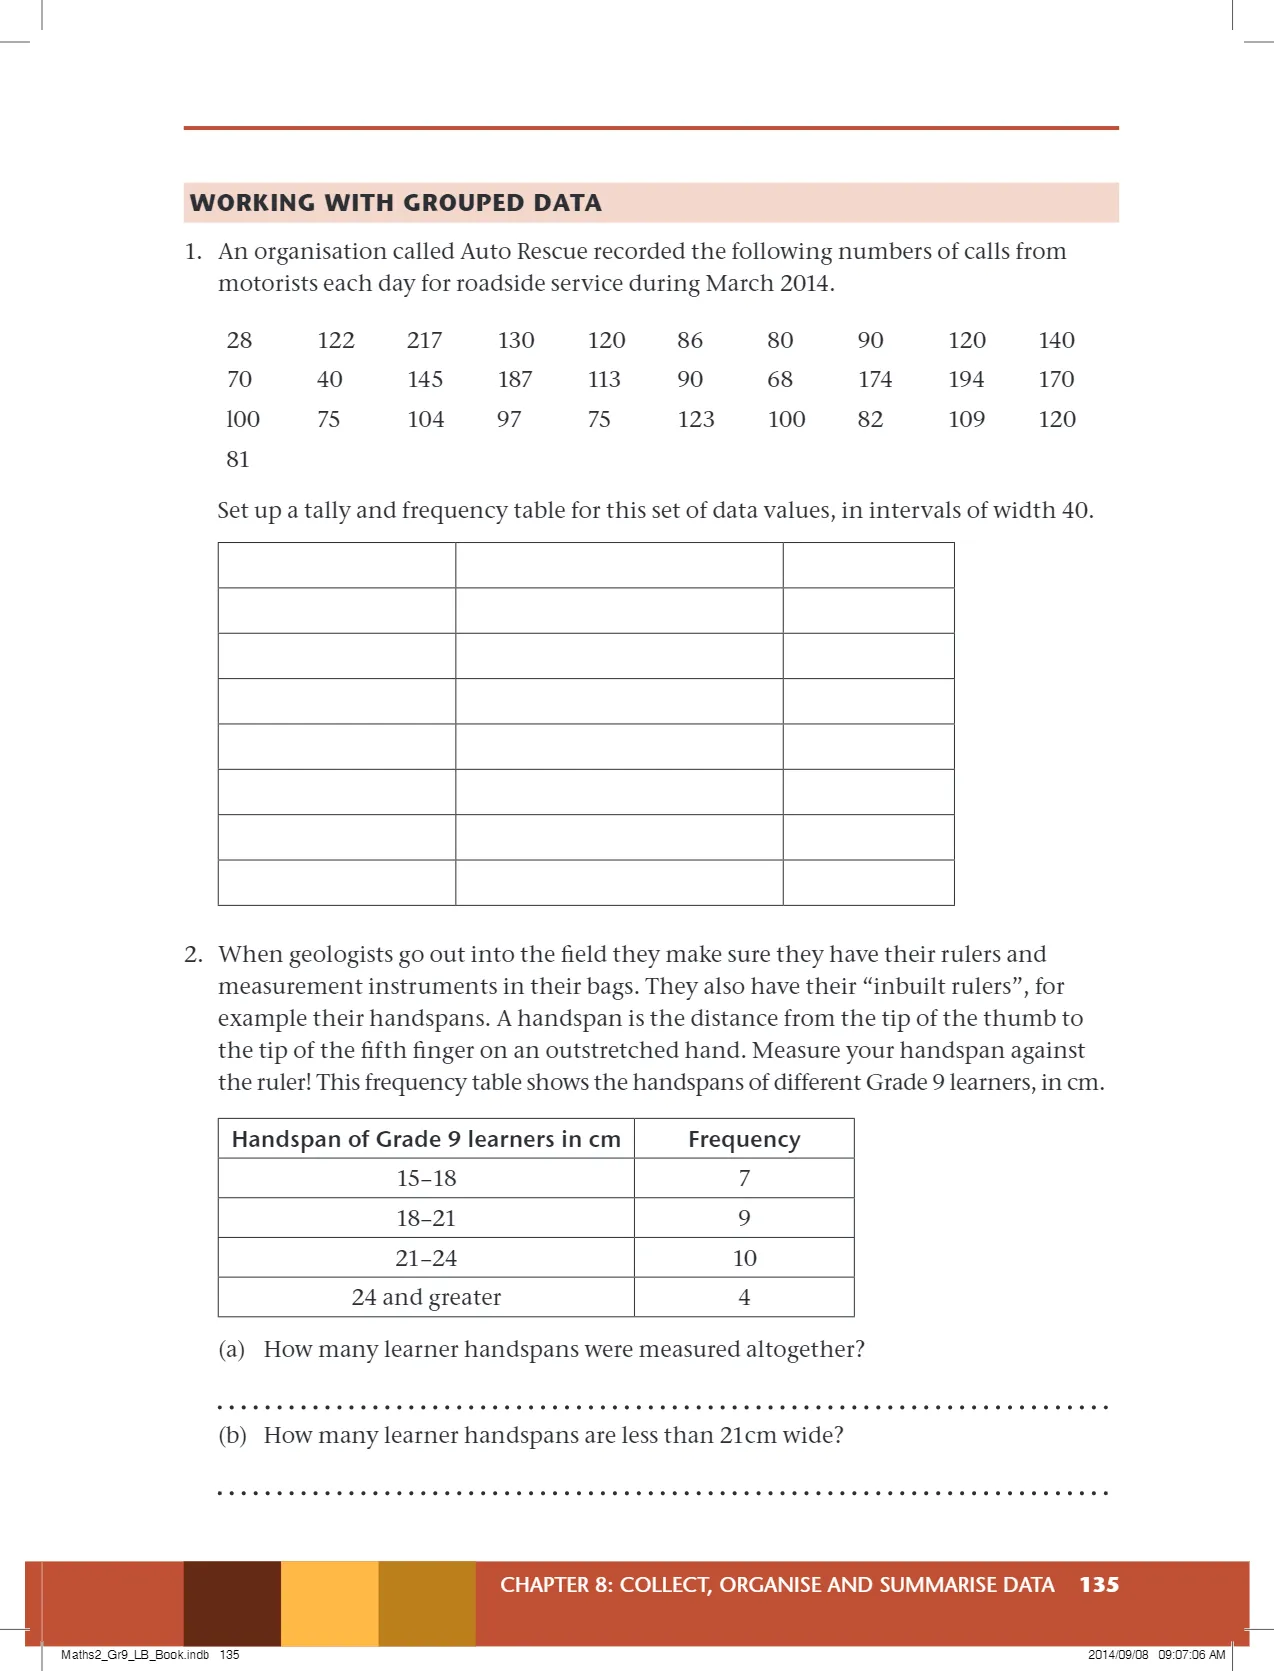 WORKING WITH GROUPED DATA
1. An organisation called Auto Rescue recorded the following numbers of calls from
motorists each day for roadside service during March 2014.
28 122 217 130 120 86 80 90 120 140
70 40 145 187 113 90 68 174 194 170
100 75 104 97 75 123 100 82 109 120
81
Set up a tally and frequency table for this set of data values, in intervals of width 40.
2. When geologists go out into the field they make sure they have their rulers and
measurement instruments in their bags. They also have their “inbuilt rulers”, for
example their handspans. A handspan is the distance from the tip of the thumb to
the tip of the fifth finger on an outstretched hand. Measure your handspan against
the ruler! This frequency table shows the handspans of different Grade 9 learners, in cm.
Handspan of Grade 9 learners in cm Frequency
15–18 7
18–21 9
21–24 10
24 and greater 4
(a) How many learner handspans were measured altogether?
(b) How many learner handspans are less than 21cm wide?
CHAPTER 8: COLLECT, ORGANISE AND SUMMARISE DATA 135
Maths2_Gr9_LB_Book.indb 135 2014/09/08 09:07:06 AM